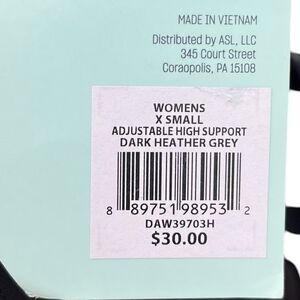 MADE IN VIETNAM
Distributed by ASL, LLC
345 Court Street
Coraopolis, PA 15108
WOMENS
X SMALL
ADJUSTABLE HIGH SUPPORT
DARK HEATHER GREY
8 89751 98953 2
DAW39703H
$30.00